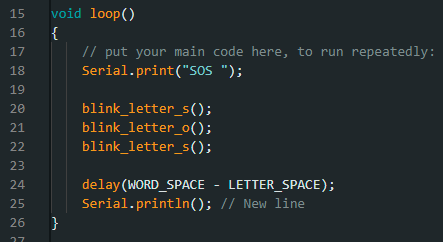 15 void loop()
16 {
17     // put your main code here, to run repeatedly:
18     Serial.print("SOS ");
19
20     blink_letter_s();
21     blink_letter_o();
22     blink_letter_s();
23
24     delay(WORD_SPACE - LETTER_SPACE);
25     Serial.println(); // New line
26 }